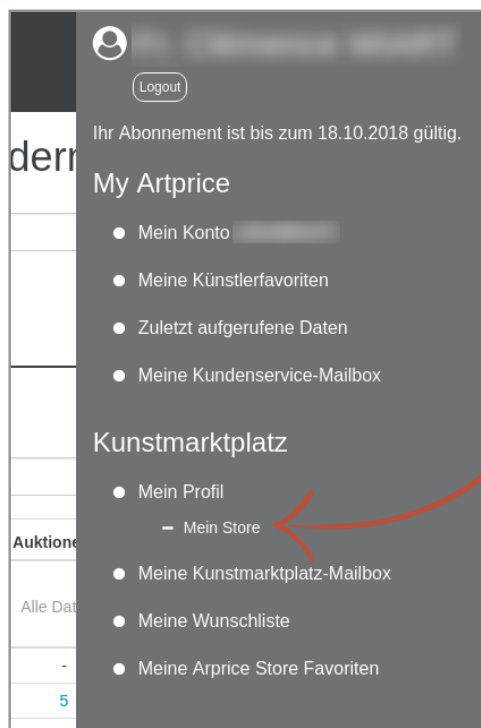 Logout
Ihr Abonnement ist bis zum 18.10.2018 gültig.
My Artprice
Mein Konto
Meine Künstlerfavoriten
Zuletzt aufgerufene Daten
Meine Kundenservice-Mailbox
Kunstmarktplatz
Mein Profil
Mein Store
Meine Kunstmarktplatz-Mailbox
Meine Wunschliste
Meine Arprice Store Favoriten
Auktione
Alle Dat
-
5